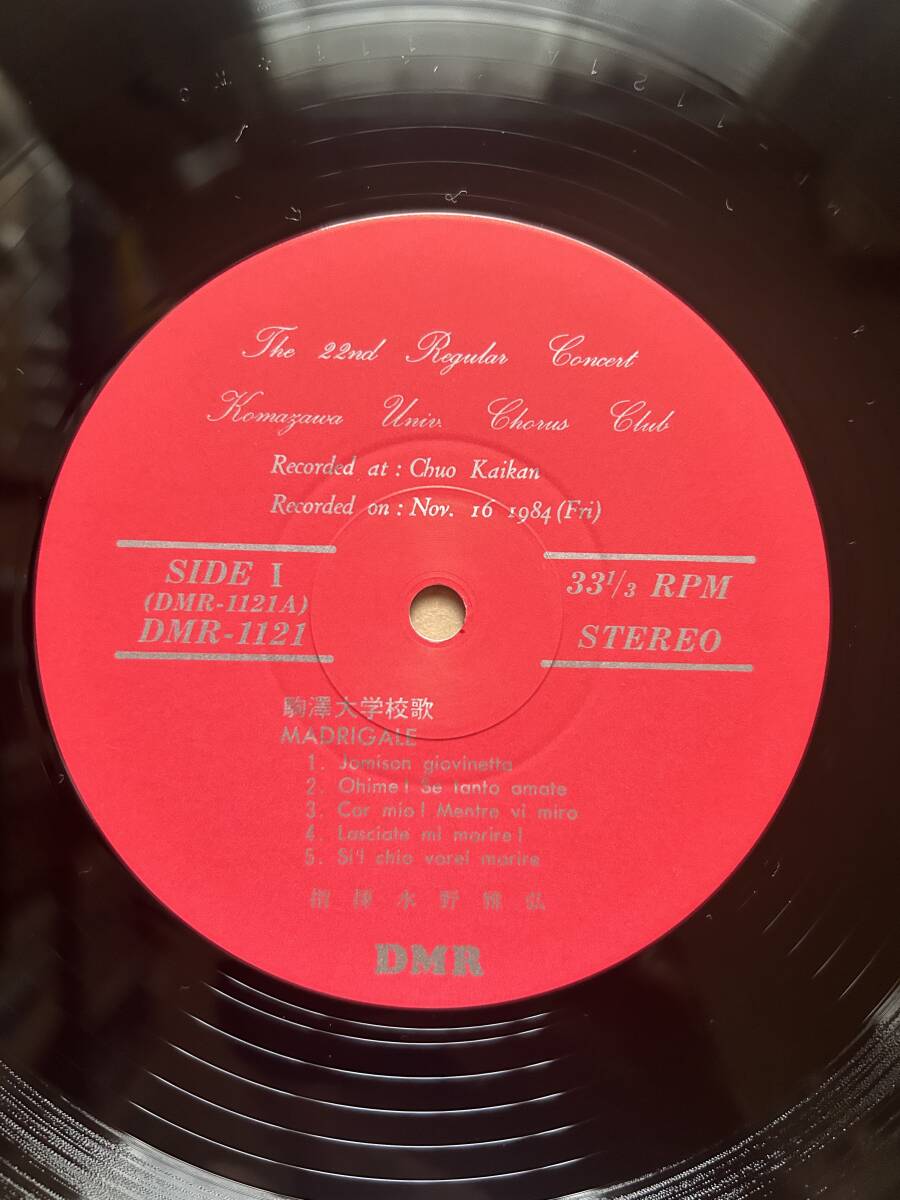 The 22nd Regular Concert
Komazawa Univ. Chorus Club
Recorded at : Chuo Kaikan
Recorded on : Nov. 16 1984 (Fri)
SIDE I
(DMR-1121A)
DMR-1121
33¹/₃ RPM
STEREO
駒澤大学校歌
MADRIGALE
1. Jomison giovinetta
2. Ohime! Se tanto amate
3. Cor mio! Mentre vi miro
4. Lasciate mi morire!
5. Si'l chio vorei morire
指揮 水野雅弘
DMR